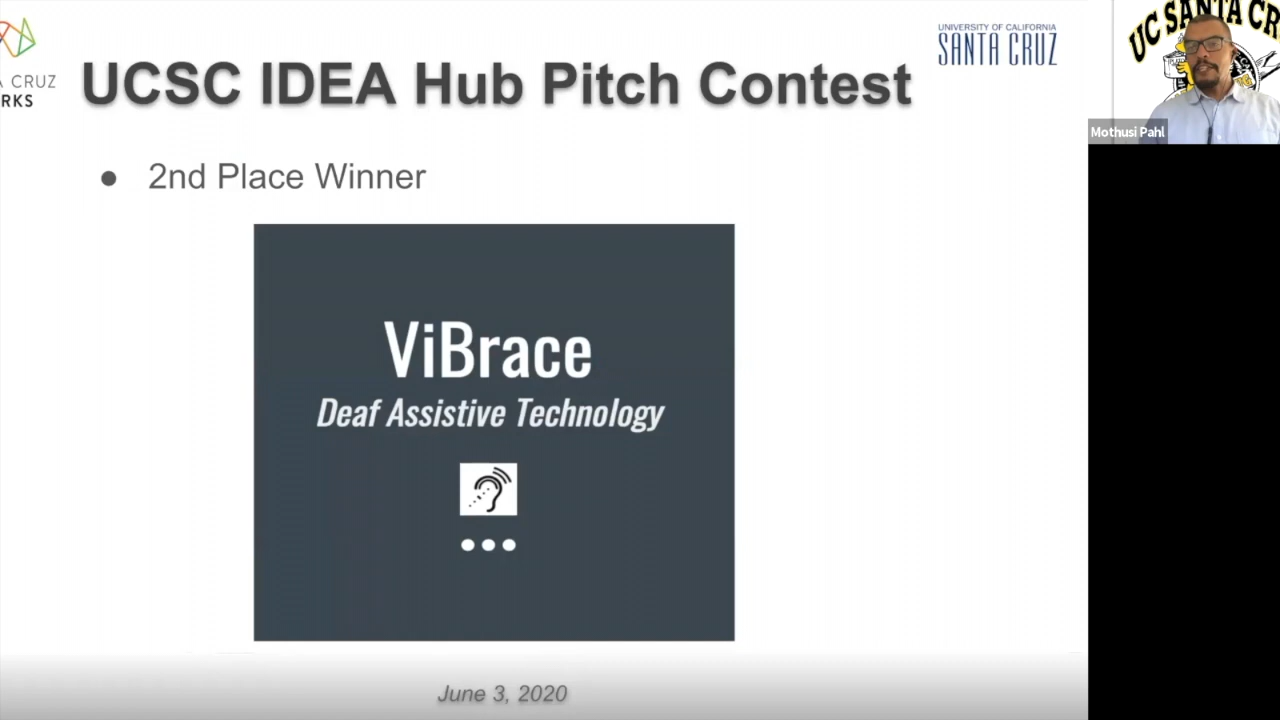 A CRUZ
RKS
UCSC IDEA Hub Pitch Contest
UNIVERSITY OF CALIFORNIA
SANTA CRUZ
UC SANTA CR
Mothusi Pahl
● 2nd Place Winner
ViBrace
Deaf Assistive Technology
June 3, 2020